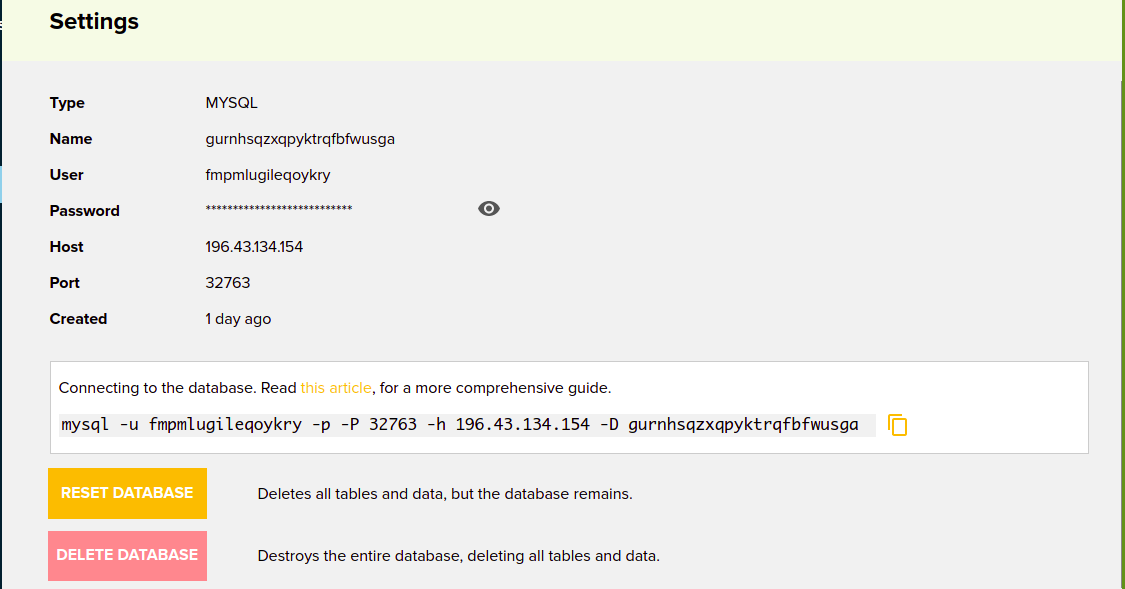 Settings
Type MYSQL
Name gurnhsqzxqpyktrqfbfwusga
User fmpmlugileqoykry
Password ***************************
Host 196.43.134.154
Port 32763
Created 1 day ago
Connecting to the database. Read this article, for a more comprehensive guide.
mysql -u fmpmlugileqoykry -p -P 32763 -h 196.43.134.154 -D gurnhsqzxqpyktrqfbfwusga
RESET DATABASE Deletes all tables and data, but the database remains.
DELETE DATABASE Destroys the entire database, deleting all tables and data.